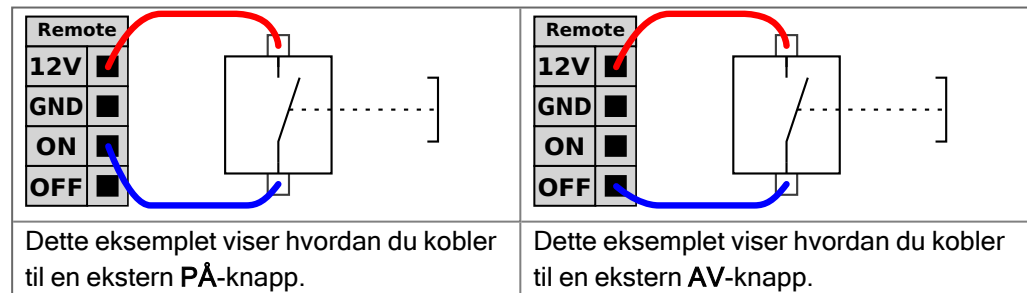 Remote
12V
GND
ON
OFF
Dette eksemplet viser hvordan du kobler
til en ekstern PÅ-knapp.
Remote
12V
GND
ON
OFF
Dette eksemplet viser hvordan du kobler
til en ekstern AV-knapp.